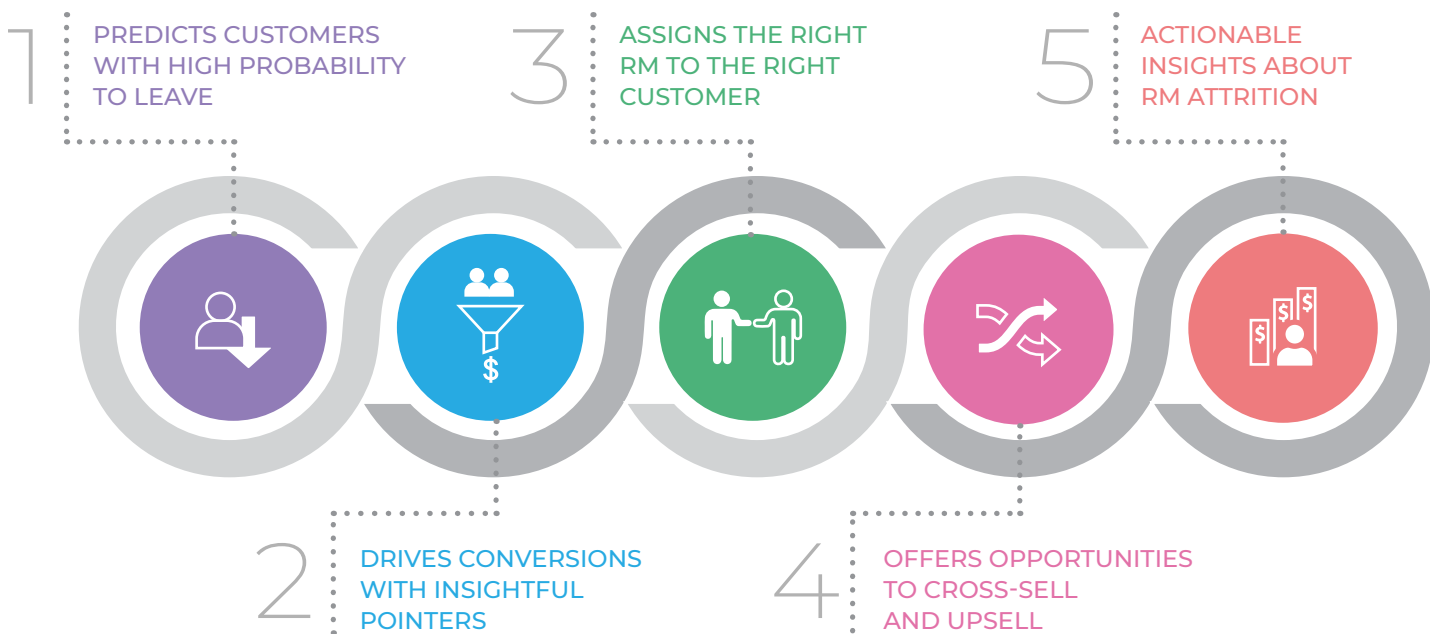 1
PREDICTS CUSTOMERS
WITH HIGH PROBABILITY
TO LEAVE
3
ASSIGNS THE RIGHT
RM TO THE RIGHT
CUSTOMER
5
ACTIONABLE
INSIGHTS ABOUT
RM ATTRITION
$
$
$
$
2
DRIVES CONVERSIONS
WITH INSIGHTFUL
POINTERS
4
OFFERS OPPORTUNITIES
TO CROSS-SELL
AND UPSELL